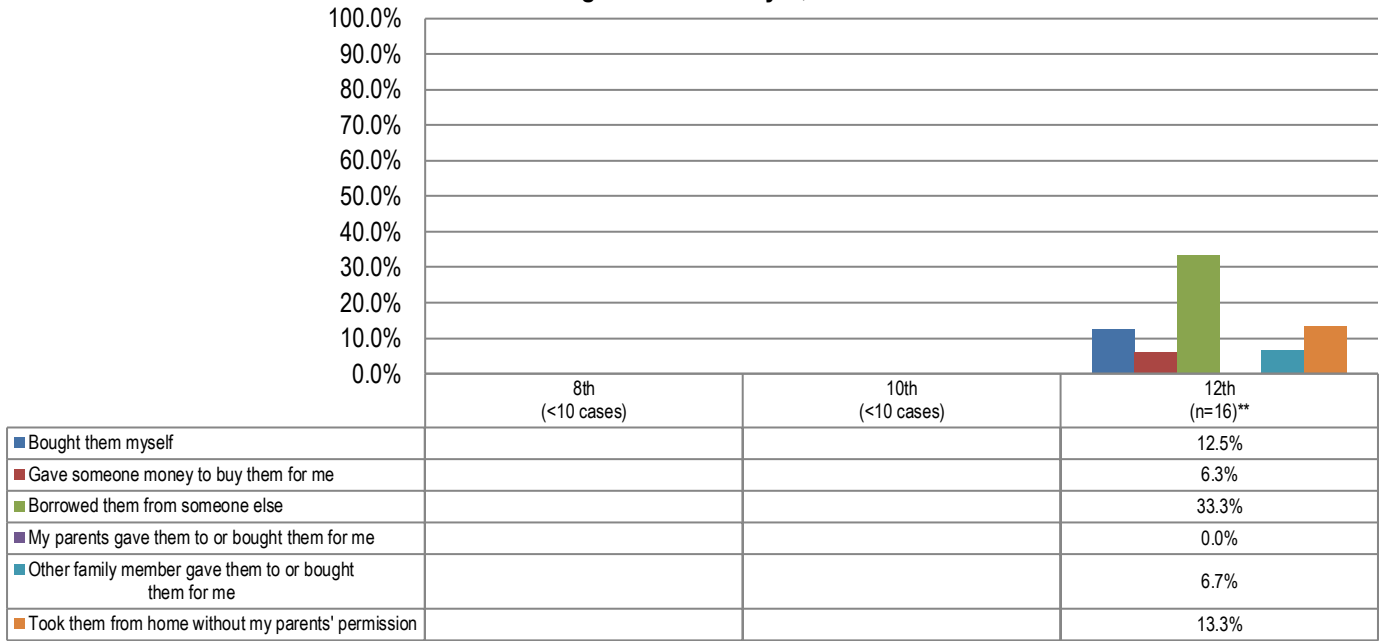 100.0%
90.0%
80.0%
70.0%
60.0%
50.0%
40.0%
30.0%
20.0%
10.0%
0.0%
8th 10th 12th
(<10 cases) (<10 cases) (n=16)**
Bought them myself 12.5%
Gave someone money to buy them for me 6.3%
Borrowed them from someone else 33.3%
My parents gave them to or bought them for me 0.0%
Other family member gave them to or bought
them for me 6.7%
Took them from home without my parents' permission 13.3%